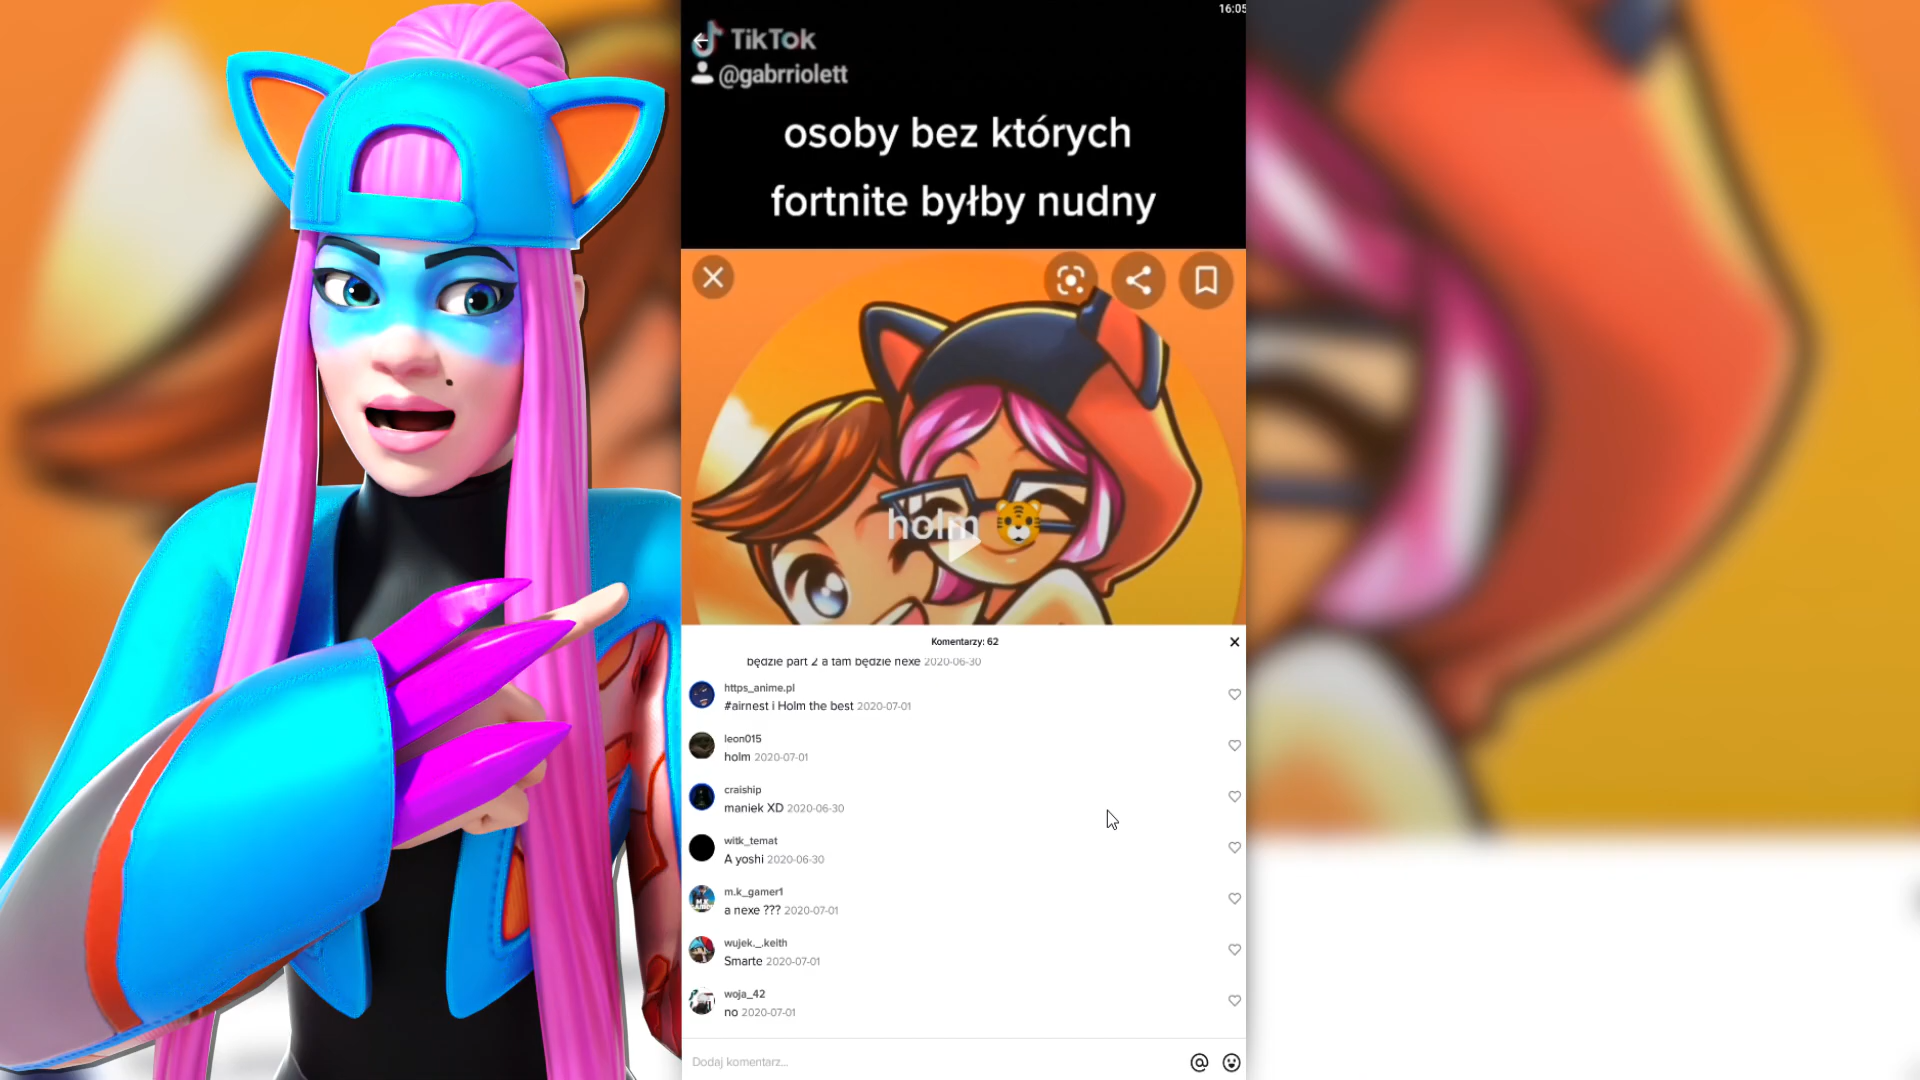 16:05
TikTok
@gabrriolett
osoby bez których
fortnite byłby nudny
holm
Komentarzy: 62
będzie part 2 a tam będzie nexe 2020-06-30
https_anime.pl
#airnest i Holm the best 2020-07-01
leon015
holm 2020-07-01
craiship
maniek XD 2020-06-30
witk_temat
A yoshi 2020-06-30
m.k_gamer1
a nexe ??? 2020-07-01
wujek._.keith
Smarte 2020-07-01
woja_42
no 2020-07-01
Dodaj komentarz...